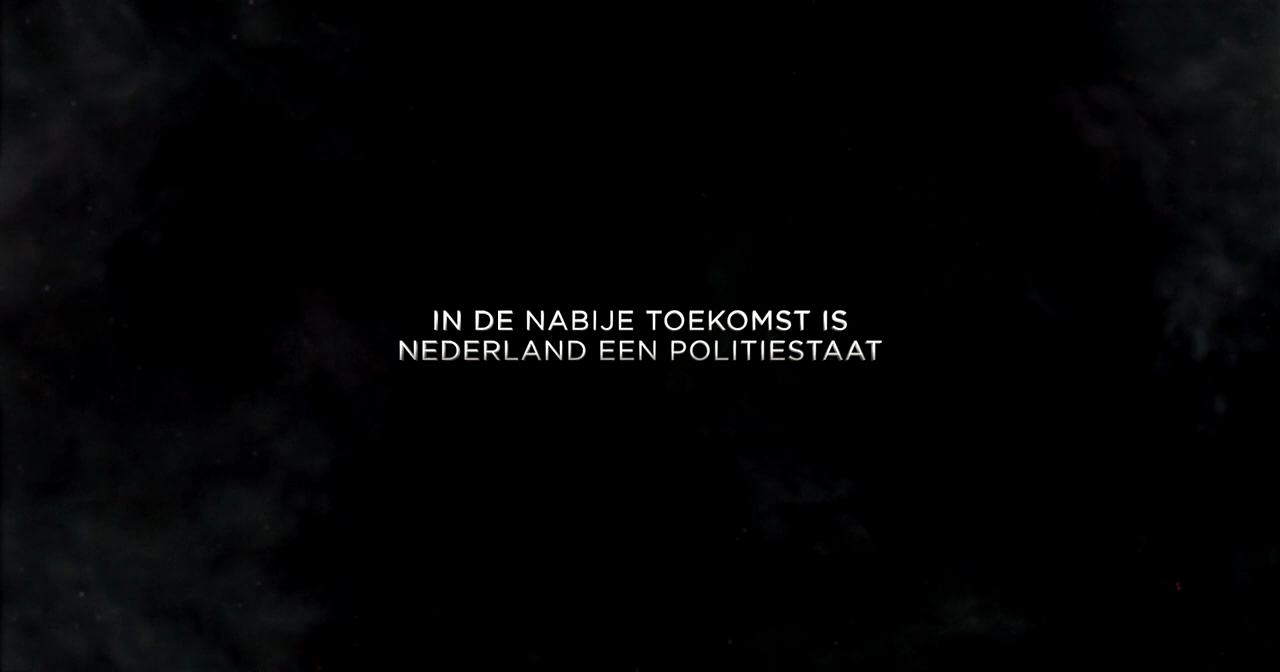 IN DE NABIJE TOEKOMST IS
NEDERLAND EEN POLITIESTAAT